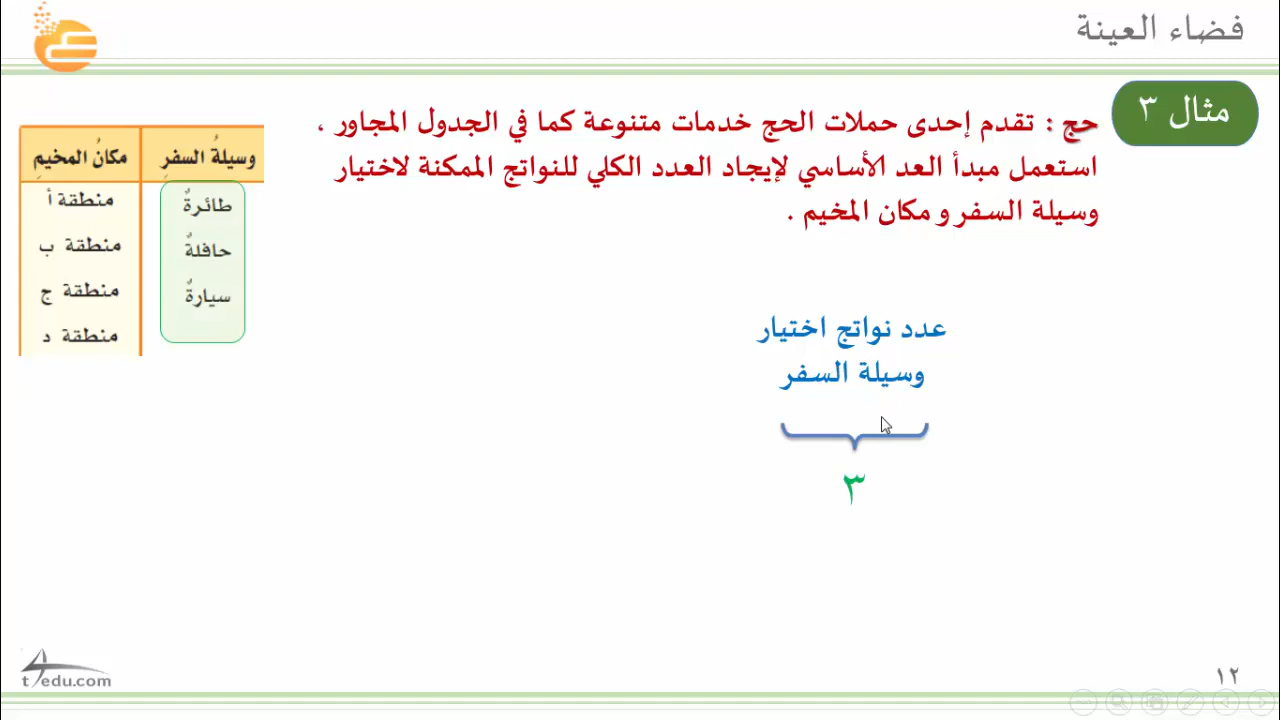 فضاء العينة
مثال ٣
حج : تقدم إحدى حملات الحج خدمات متنوعة كما في الجدول المجاور ،
استعمل مبدأ العد الأساسي لإيجاد العدد الكلي للنواتج الممكنة لاختيار
وسيلة السفر و مكان المخيم .
وسيلةُ السفرِ مكانُ المخيمِ
طائرةٌ منطقة أ
حافلةٌ منطقة ب
سيارةٌ منطقة ج
منطقة د
عدد نواتج اختيار
وسيلة السفر
٣
t4edu.com
١٢